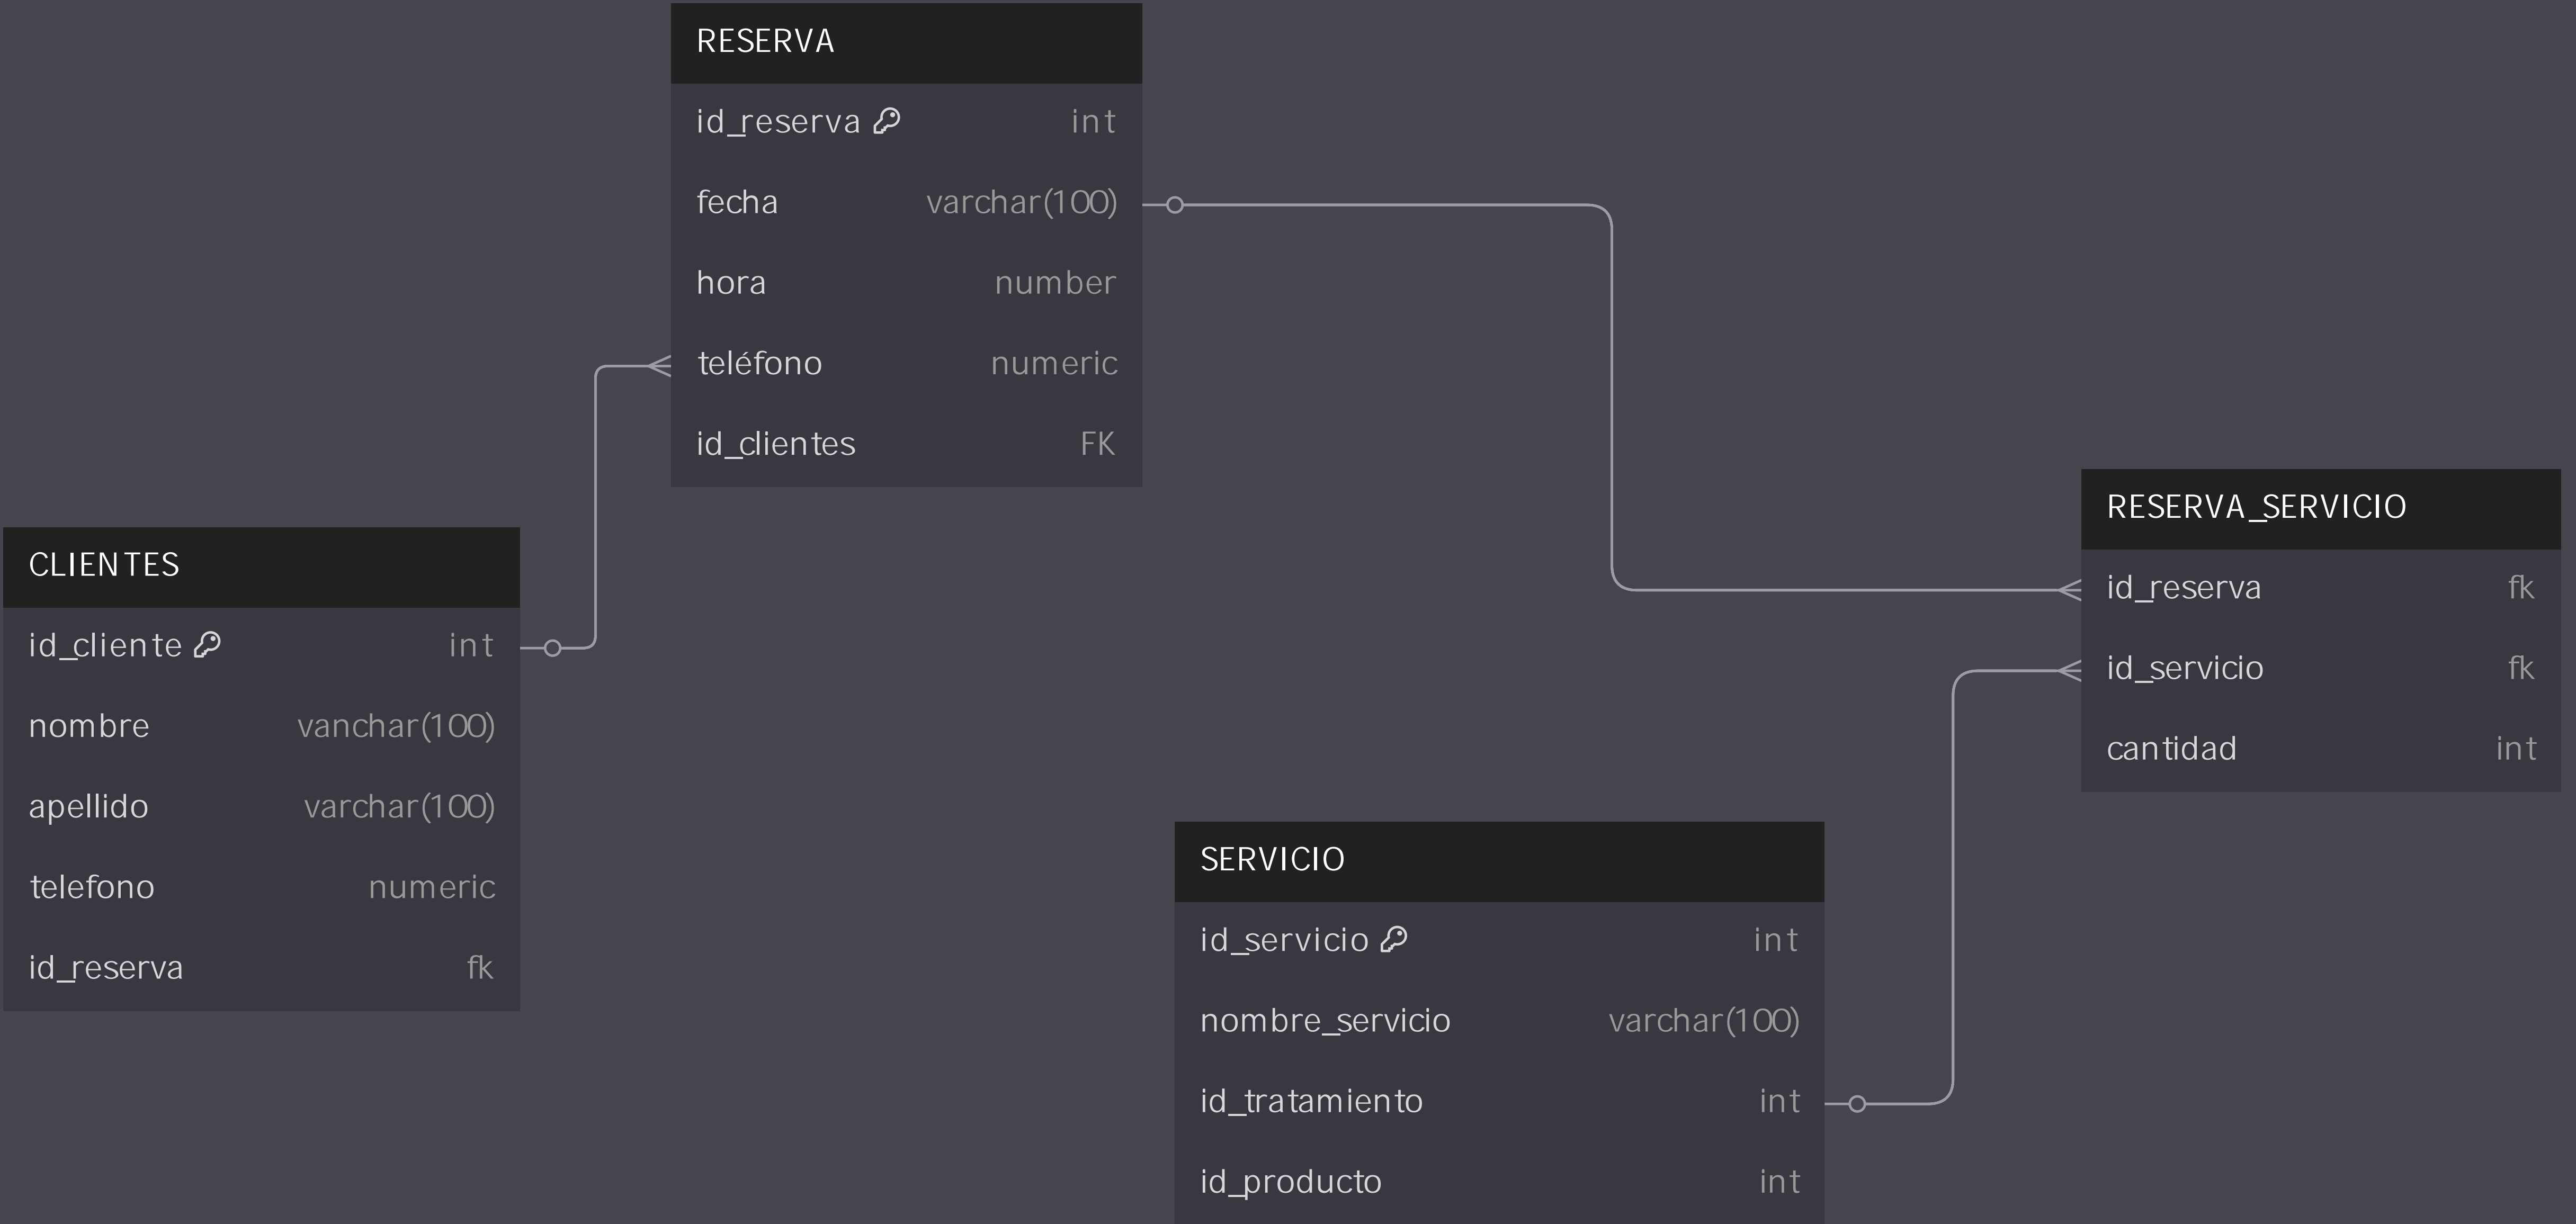 RESERVA
id_reserva int
fecha varchar(100)
hora number
teléfono numeric
id_clientes FK
CLIENTES
id_cliente int
nombre vanchar(100)
apellido varchar(100)
telefono numeric
id_reserva fk
RESERVA_SERVICIO
id_reserva fk
id_servicio fk
cantidad int
SERVICIO
id_servicio int
nombre_servicio varchar(100)
id_tratamiento int
id_producto int